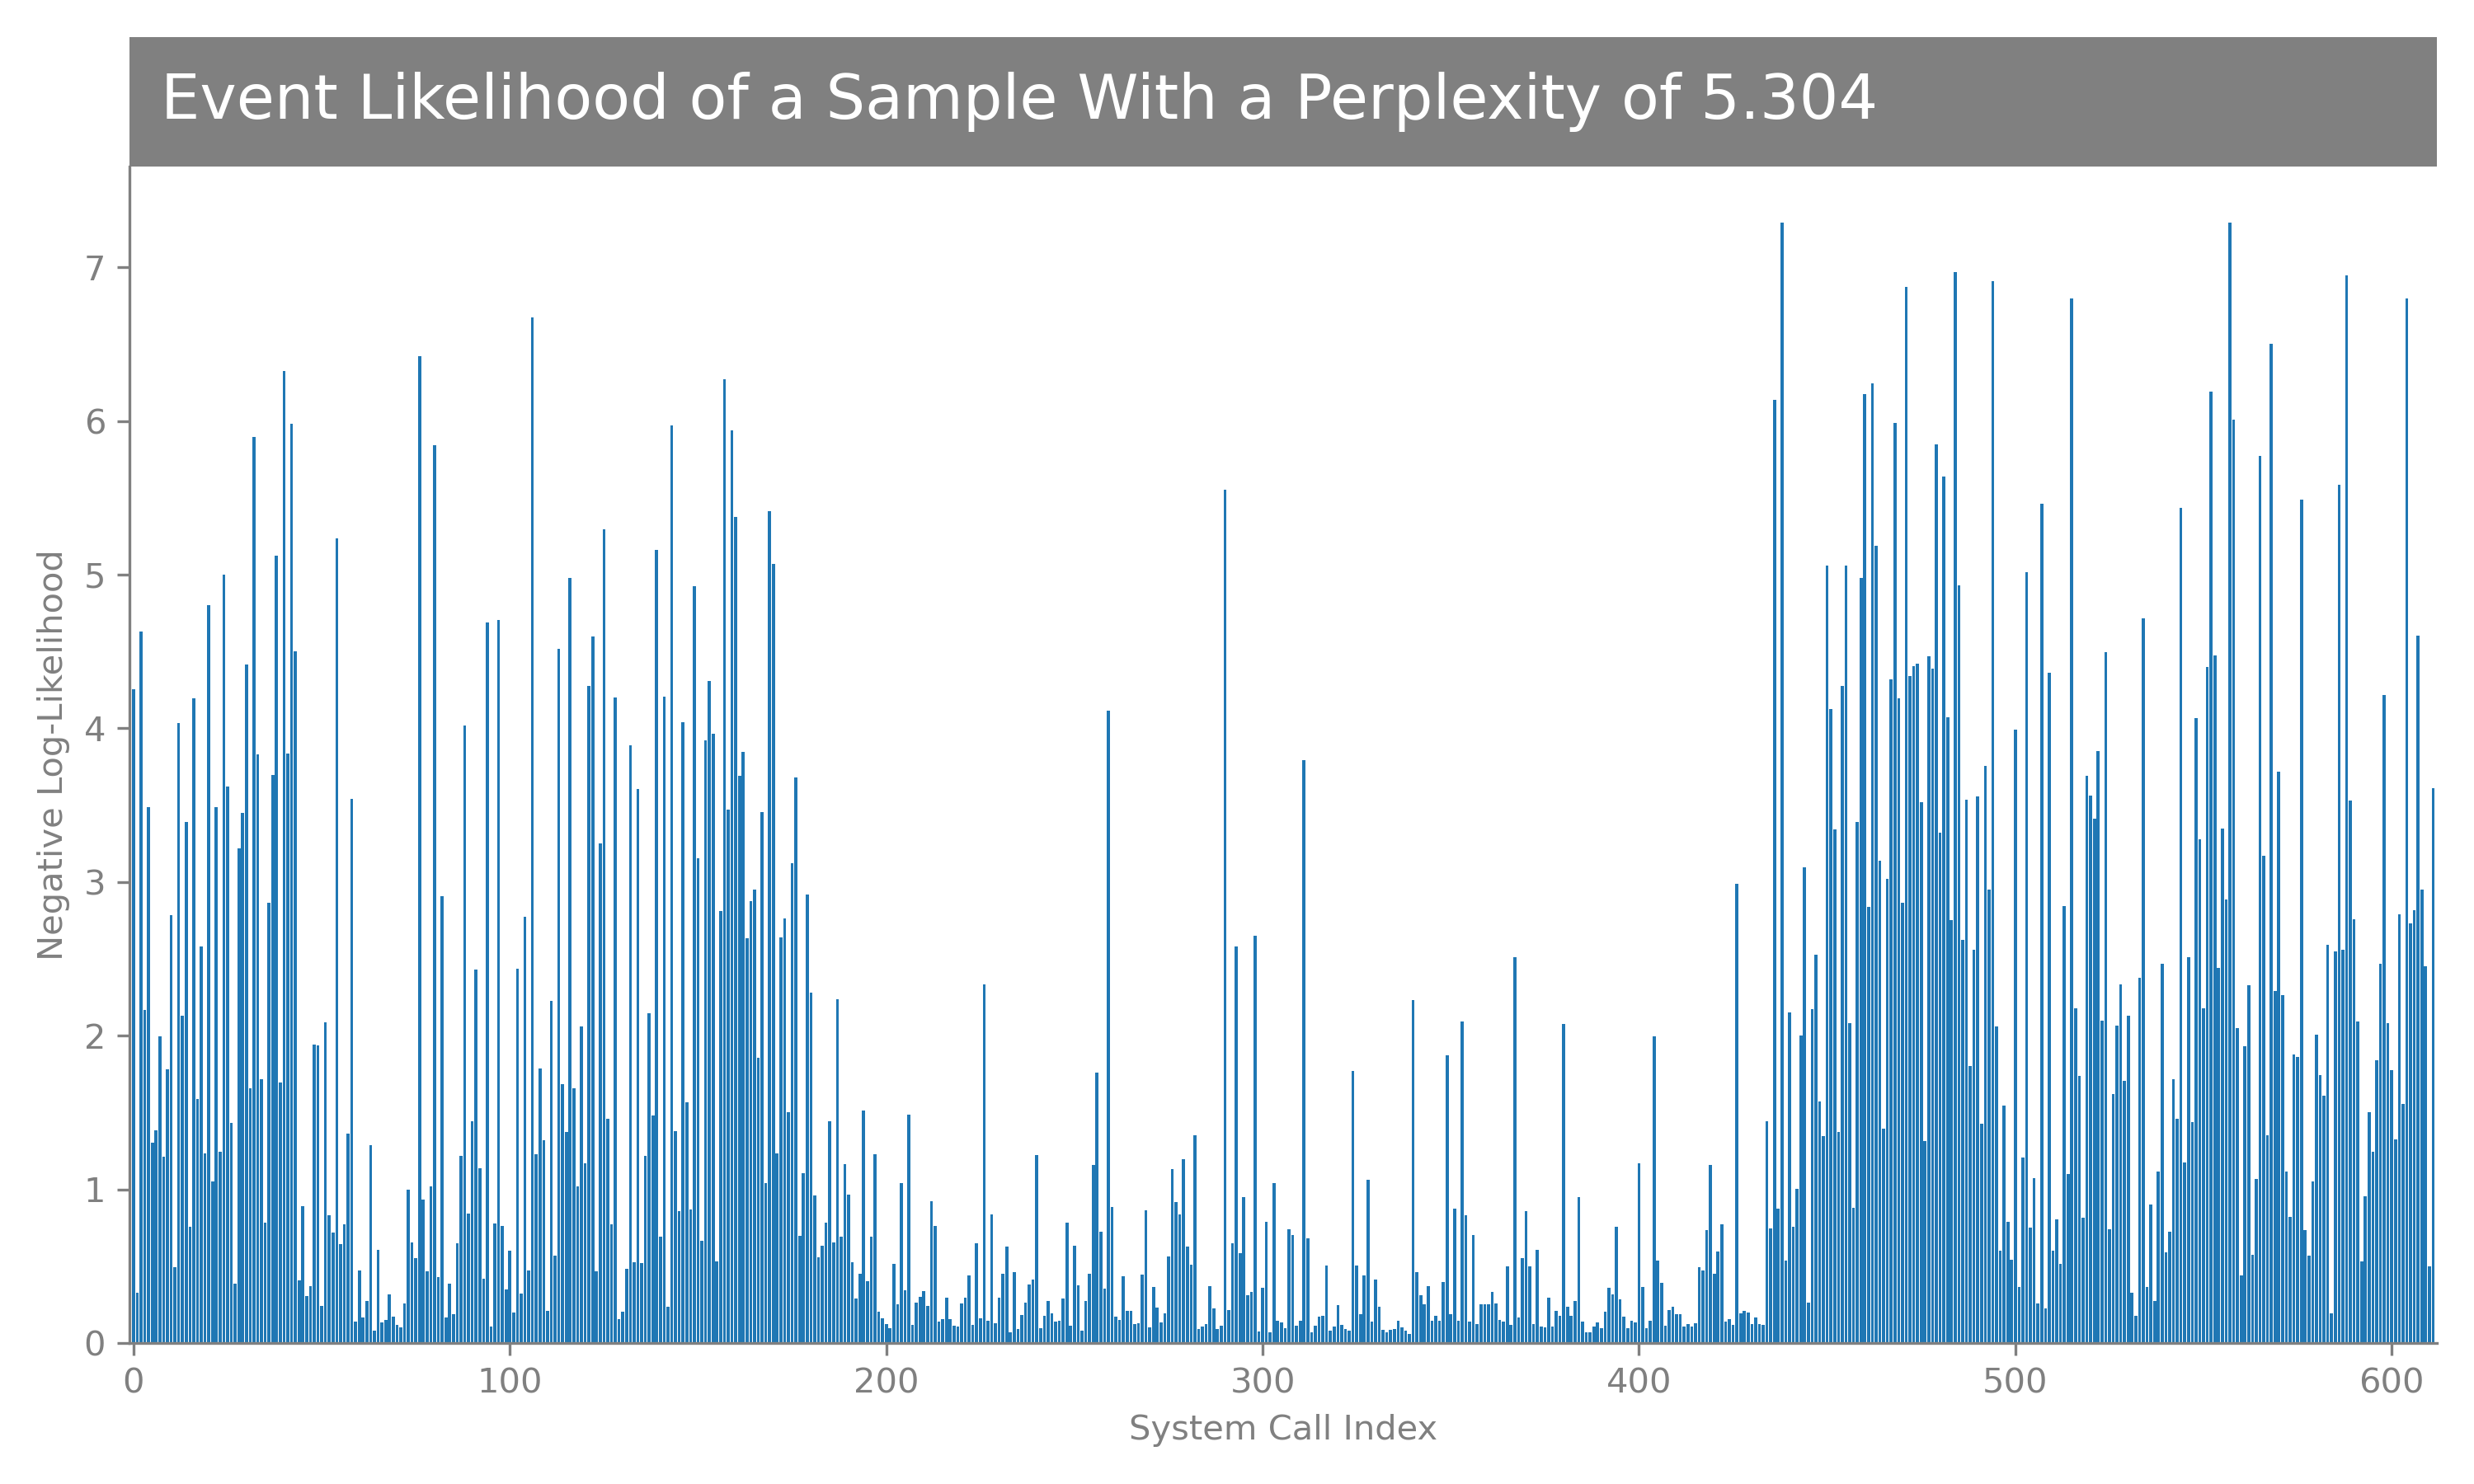 Event Likelihood of a Sample With a Perplexity of 5.304
Negative Log-Likelihood
7
6
5
4
3
2
1
0
0 100 200 300 400 500 600
System Call Index